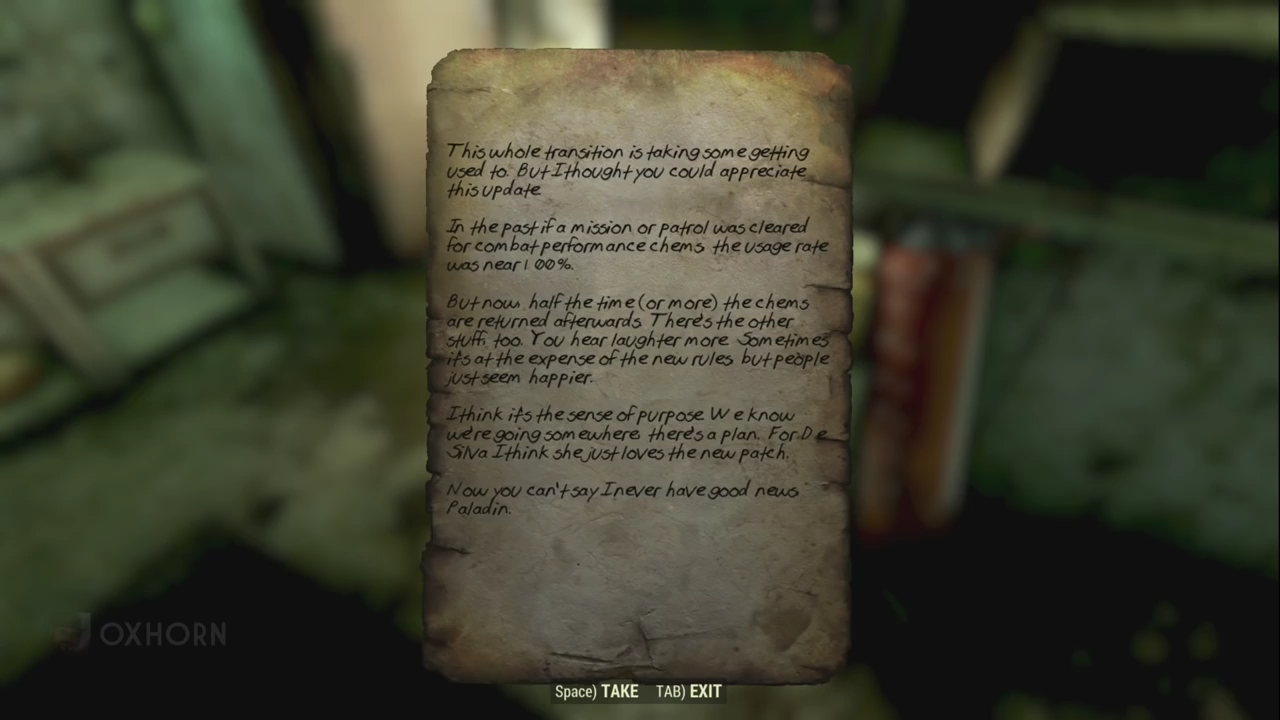 This whole transition is taking some getting
used to. But I thought you could appreciate
this update.
In the past if a mission or patrol was cleared
for combat performance chems, the usage rate
was near 100%.
But now, half the time (or more) the chems
are returned afterwards. There's the other
stuff, too. You hear laughter more. Sometimes
it's at the expense of the new rules, but people
just seem happier.
I think it's the sense of purpose. We know
we're going somewhere, there's a plan. For De
Silva I think she just loves the new patch.
Now you can't say I never have good news
Paladin.
OXHORN
Space) TAKE TAB) EXIT